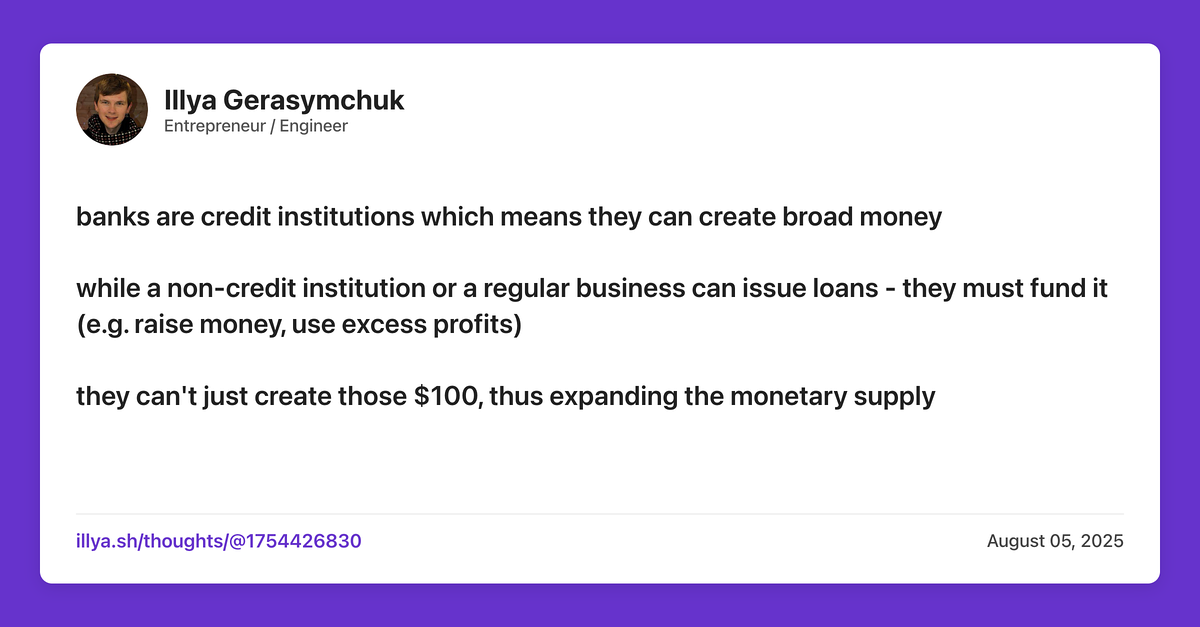 Illya Gerasymchuk
Entrepreneur / Engineer
banks are credit institutions which means they can create broad money
while a non-credit institution or a regular business can issue loans - they must fund it
(e.g. raise money, use excess profits)
they can't just create those $100, thus expanding the monetary supply
illya.sh/thoughts/@1754426830
August 05, 2025